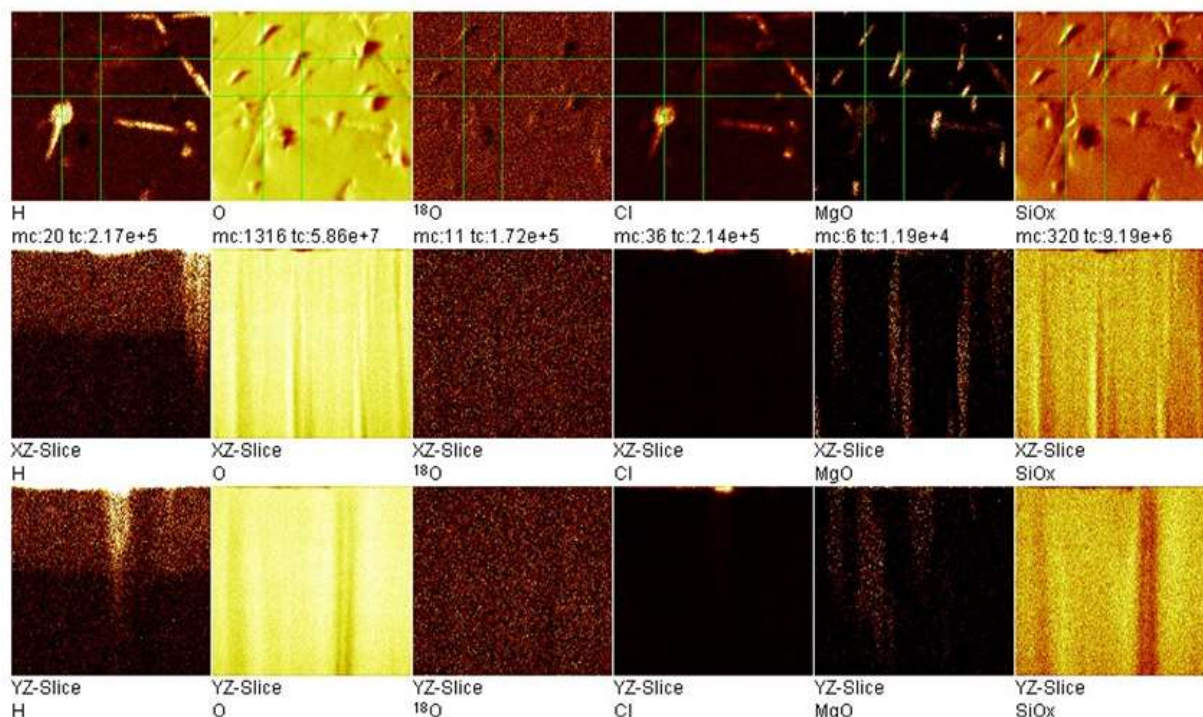 H O ¹⁸O Cl MgO SiOx
mc:20 tc:2.17e+5 mc:1316 tc:5.86e+7 mc:11 tc:1.72e+5 mc:36 tc:2.14e+5 mc:6 tc:1.19e+4 mc:320 tc:9.19e+6
XZ-Slice XZ-Slice XZ-Slice XZ-Slice XZ-Slice XZ-Slice
H O ¹⁸O Cl MgO SiOx
YZ-Slice YZ-Slice YZ-Slice YZ-Slice YZ-Slice YZ-Slice
H O ¹⁸O Cl MgO SiOx